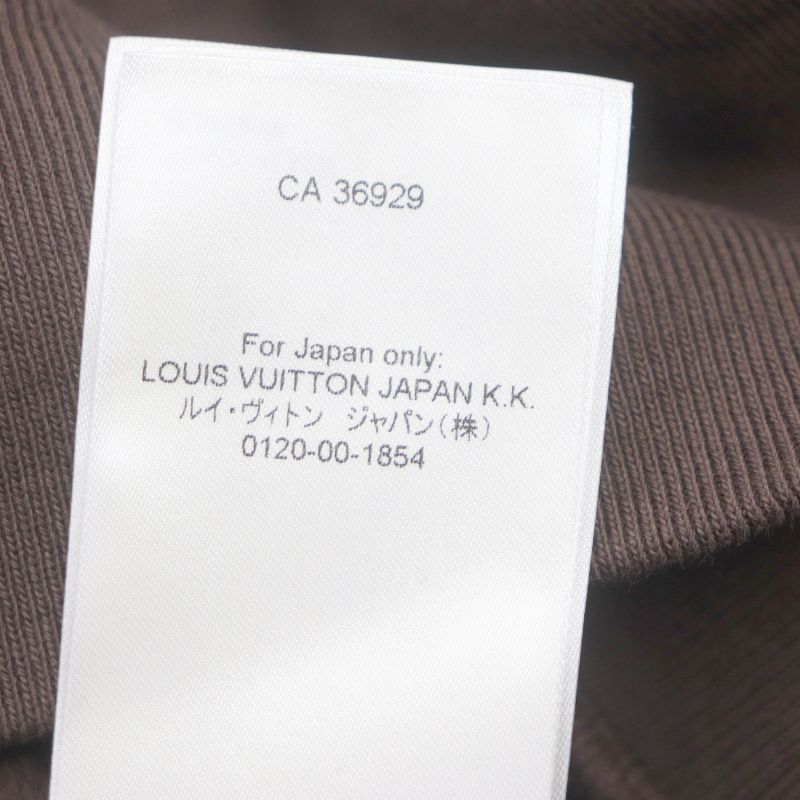 CA 36929
For Japan only:
LOUIS VUITTON JAPAN K.K.
ルイ・ヴィトン ジャパン(株)
0120-00-1854